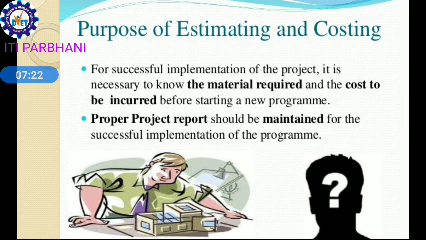 Purpose of Estimating and Costing
ITI PARBHANI
07:22
For successful implementation of the project, it is
necessary to know the material required and the cost to
be incurred before starting a new programme.
Proper Project report should be maintained for the
successful implementation of the programme.
?